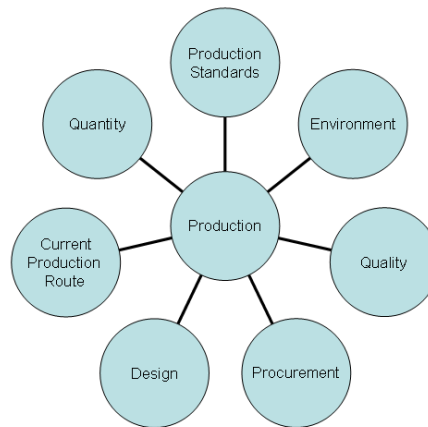 Production
Standards
Quantity
Environment
Production
Current
Production
Route
Quality
Design
Procurement